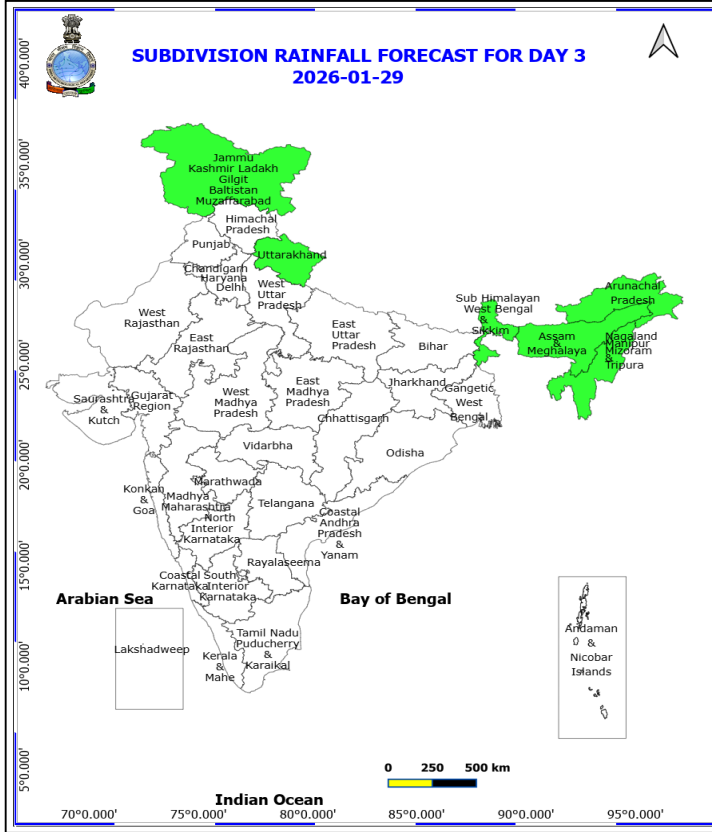 SUBDIVISION RAINFALL FORECAST FOR DAY 3
2026-01-29
40°0.000'
35°0.000'
30°0.000'
25°0.000'
20°0.000'
15°0.000'
10°0.000'
5°0.000'
Jammu
Kashmir Ladakh
Gilgit
Baltistan
Muzaffarabad
Himachal
Pradesh
Punjab
Uttarakhand
Chandigarh
Haryana
Delhi
West
Uttar
Pradesh
West
Rajasthan
East
Rajasthan
East
Uttar
Pradesh
Bihar
Sub Himalayan
West Bengal
&
Sikkim
Arunachal
Pradesh
Assam
&
Meghalaya
Nagaland
Manipur
Mizoram
&
Tripura
Saurashtra
&
Kutch
Gujarat
Region
West
Madhya
Pradesh
East
Madhya
Pradesh
Jharkhand
Gangetic
West
Bengal
Chhattisgarh
Odisha
Vidarbha
Konkan
&
Goa
Madhya
Maharashtra
Marathwada
Telangana
North
Interior
Karnataka
Coastal
Andhra
Pradesh
&
Yanam
Rayalaseema
Coastal
Karnataka
South
Interior
Karnataka
Arabian Sea
Bay of Bengal
Lakshadweep
Kerala
&
Mahe
Tamil Nadu
Puducherry
&
Karaikal
Andaman
&
Nicobar
Islands
0 250 500 km
Indian Ocean
70°0.000' 75°0.000' 80°0.000' 85°0.000' 90°0.000' 95°0.000'